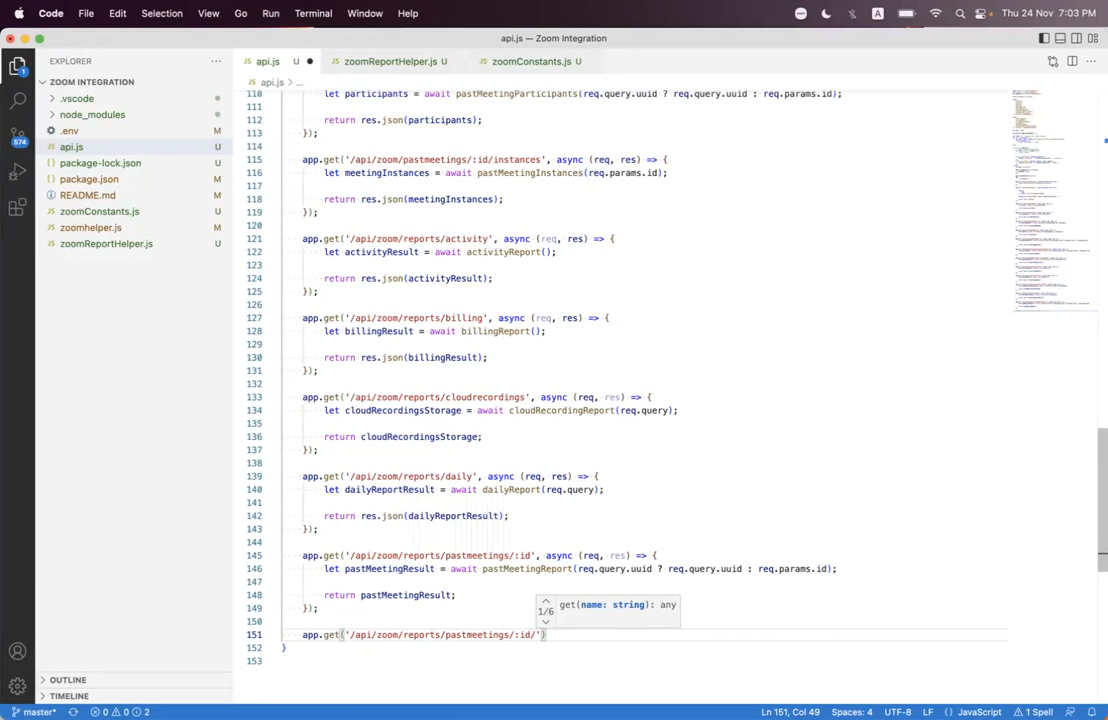 Code File Edit Selection View Go Run Terminal Window Help A Thu 24 Nov 7:03 PM
api.js — Zoom Integration
EXPLORER ··· JS api.js U JS zoomReportHelper.js U JS zoomConstants.js U ···
ZOOM INTEGRATION JS api.js > ...
.vscode
node_modules
.env M
JS api.js U
package-lock.json M
package.json M
README.md M
JS zoomConstants.js U
JS zoomhelper.js M
JS zoomReportHelper.js U
1
574
110 let participants = await pastMeetingParticipants(req.query.uuid ? req.query.uuid : req.params.id);
111
112 return res.json(participants);
113 });
114
115 app.get('/api/zoom/pastmeetings/:id/instances', async (req, res) => {
116 let meetingInstances = await pastMeetingInstances(req.params.id);
117
118 return res.json(meetingInstances);
119 });
120
121 app.get('/api/zoom/reports/activity', async (req, res) => {
122 let activityResult = await activityReport();
123
124 return res.json(activityResult);
125 });
126
127 app.get('/api/zoom/reports/billing', async (req, res) => {
128 let billingResult = await billingReport();
129
130 return res.json(billingResult);
131 });
132
133 app.get('/api/zoom/reports/cloudrecordings', async (req, res) => {
134 let cloudRecordingsStorage = await cloudRecordingReport(req.query);
135
136 return cloudRecordingsStorage;
137 });
138
139 app.get('/api/zoom/reports/daily', async (req, res) => {
140 let dailyReportResult = await dailyReport(req.query);
141
142 return res.json(dailyReportResult);
143 });
144
145 app.get('/api/zoom/reports/pastmeetings/:id', async (req, res) => {
146 let pastMeetingResult = await pastMeetingReport(req.query.uuid ? req.query.uuid : req.params.id);
147
148 return pastMeetingResult;
149 });
150
1/6 get(name: string): any
151 app.get('/api/zoom/reports/pastmeetings/:id/')
152 }
153
OUTLINE
TIMELINE
master* 0 0 2 Ln 151, Col 49 Spaces: 4 UTF-8 LF {} JavaScript 1 Spell